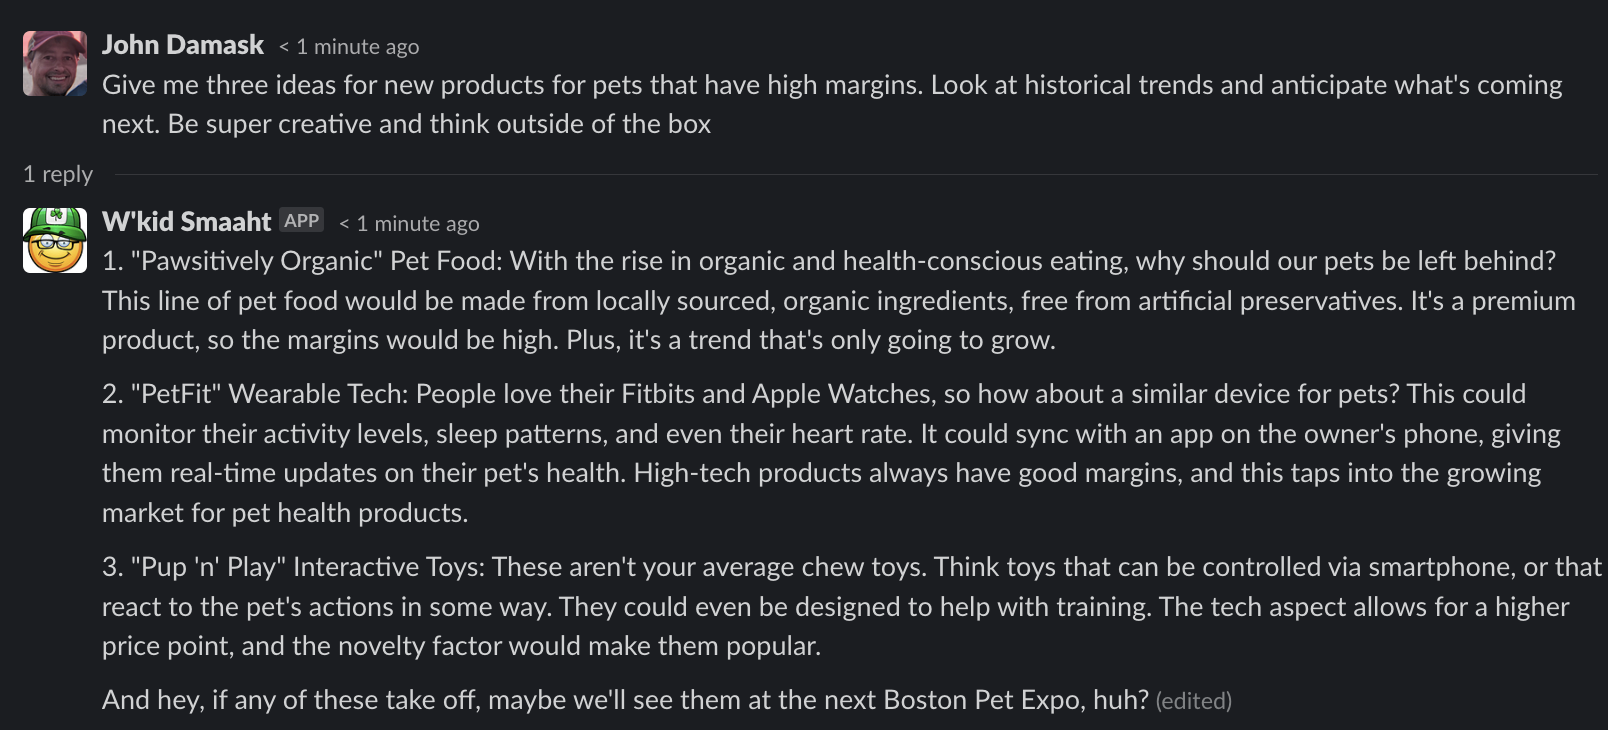 John Damask < 1 minute ago
Give me three ideas for new products for pets that have high margins. Look at historical trends and anticipate what's coming
next. Be super creative and think outside of the box
1 reply
W'kid Smaaht APP < 1 minute ago
1. "Pawsitively Organic" Pet Food: With the rise in organic and health-conscious eating, why should our pets be left behind?
This line of pet food would be made from locally sourced, organic ingredients, free from artificial preservatives. It's a premium
product, so the margins would be high. Plus, it's a trend that's only going to grow.
2. "PetFit" Wearable Tech: People love their Fitbits and Apple Watches, so how about a similar device for pets? This could
monitor their activity levels, sleep patterns, and even their heart rate. It could sync with an app on the owner's phone, giving
them real-time updates on their pet's health. High-tech products always have good margins, and this taps into the growing
market for pet health products.
3. "Pup 'n' Play" Interactive Toys: These aren't your average chew toys. Think toys that can be controlled via smartphone, or that
react to the pet's actions in some way. They could even be designed to help with training. The tech aspect allows for a higher
price point, and the novelty factor would make them popular.
And hey, if any of these take off, maybe we'll see them at the next Boston Pet Expo, huh? (edited)